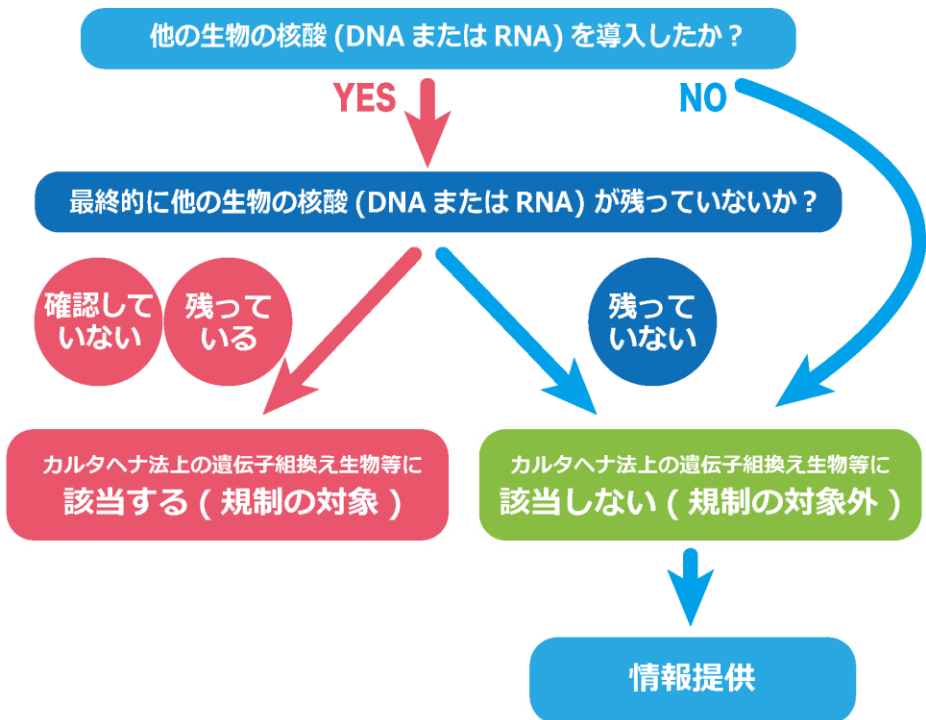 他の生物の核酸 (DNA または RNA) を導入したか？
YES
NO
最終的に他の生物の核酸 (DNA または RNA) が残っていないか？
確認して
いない
残って
いる
残って
いない
カルタヘナ法上の遺伝子組換え生物等に
該当する ( 規制の対象 )
カルタヘナ法上の遺伝子組換え生物等に
該当しない ( 規制の対象外 )
情報提供